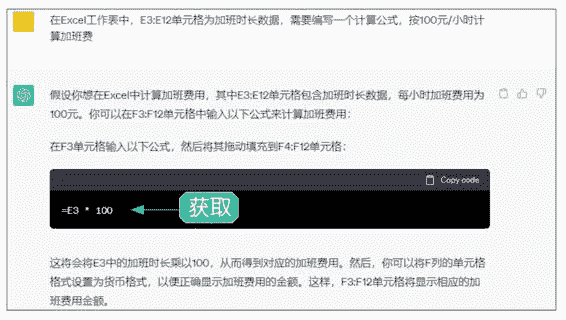 在Excel工作表中，E3:E12单元格为加班时长数据，需要编写一个计算公式，按100元/小时计
算加班费
假设你想在Excel中计算加班费用，其中E3:E12单元格包含加班时长数据，每小时加班费用为
100元。你可以在F3:F12单元格中输入以下公式来计算加班费用：
在F3单元格输入以下公式，然后将其拖动填充到F4:F12单元格：
Copy code
=E3 * 100
获取
这将会将E3中的加班时长乘以100，从而得到对应的加班费用。然后，你可以将F列的单元格
格式设置为货币格式，以便正确显示加班费用的金额。这样，F3:F12单元格将显示相应的加
班费用金额。